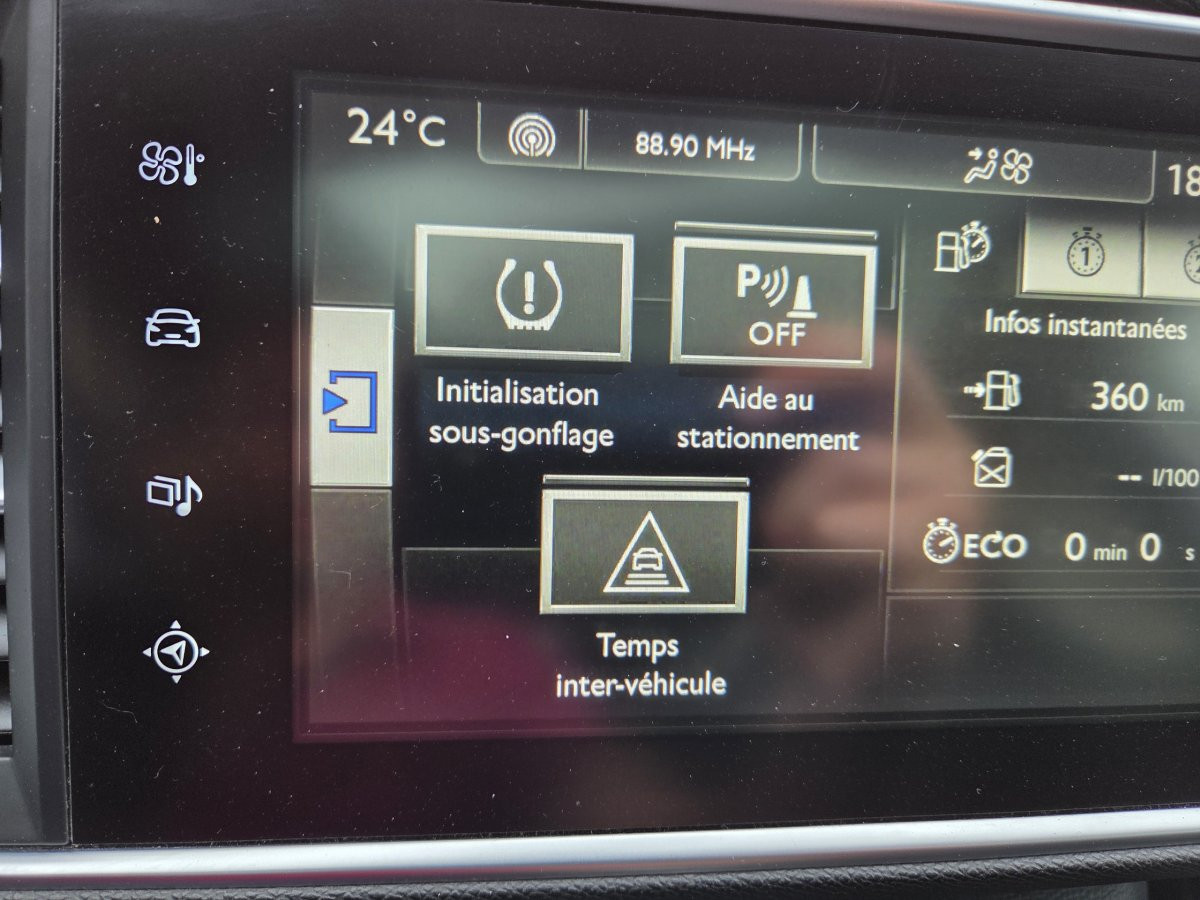 24°C
88.90 MHz
18
1
P
OFF
Infos instantanées
Initialisation
sous-gonflage
Aide au
stationnement
360 km
-- l/100
ECO 0 min 0 s
Temps
inter-véhicule